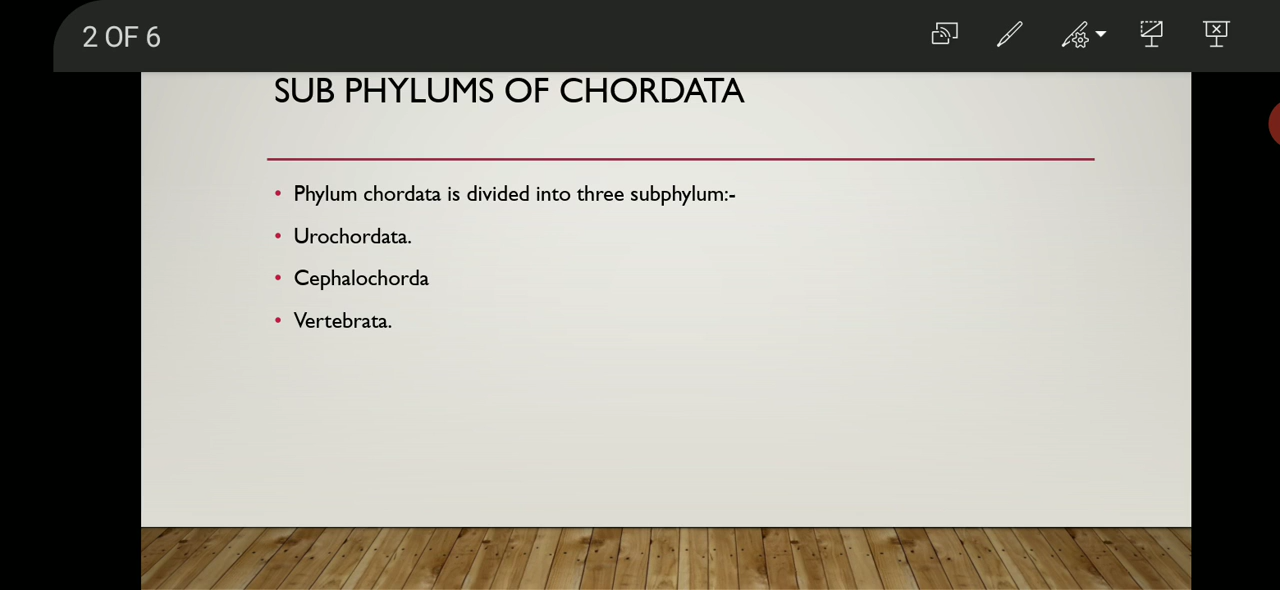 2 OF 6
SUB PHYLUMS OF CHORDATA
• Phylum chordata is divided into three subphylum:-
• Urochordata.
• Cephalochorda
• Vertebrata.